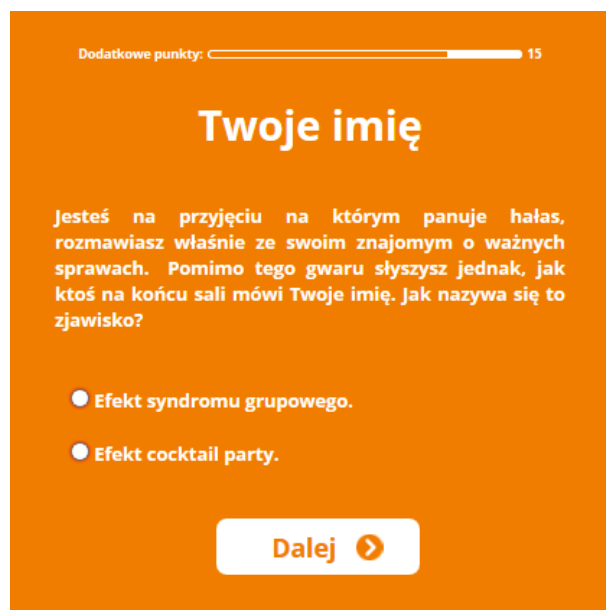 Dodatkowe punkty: 15
Twoje imię
Jesteś na przyjęciu na którym panuje hałas,
rozmawiasz właśnie ze swoim znajomym o ważnych
sprawach. Pomimo tego gwaru słyszysz jednak, jak
ktoś na końcu sali mówi Twoje imię. Jak nazywa się to
zjawisko?
Efekt syndromu grupowego.
Efekt cocktail party.
Dalej